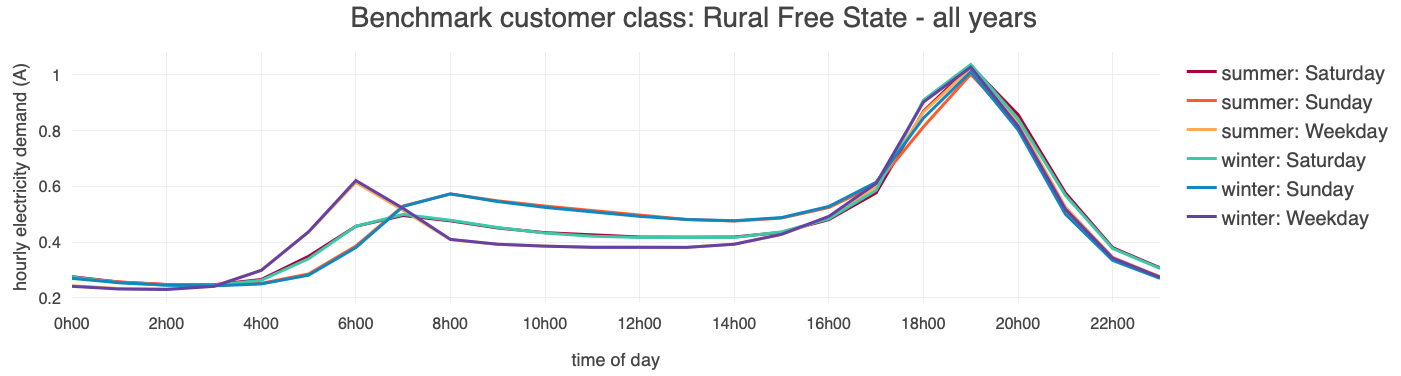 Benchmark customer class: Rural Free State - all years
hourly electricity demand (A)
1
0.8
0.6
0.4
0.2
0h00 2h00 4h00 6h00 8h00 10h00 12h00 14h00 16h00 18h00 20h00 22h00
time of day
summer: Saturday
summer: Sunday
summer: Weekday
winter: Saturday
winter: Sunday
winter: Weekday